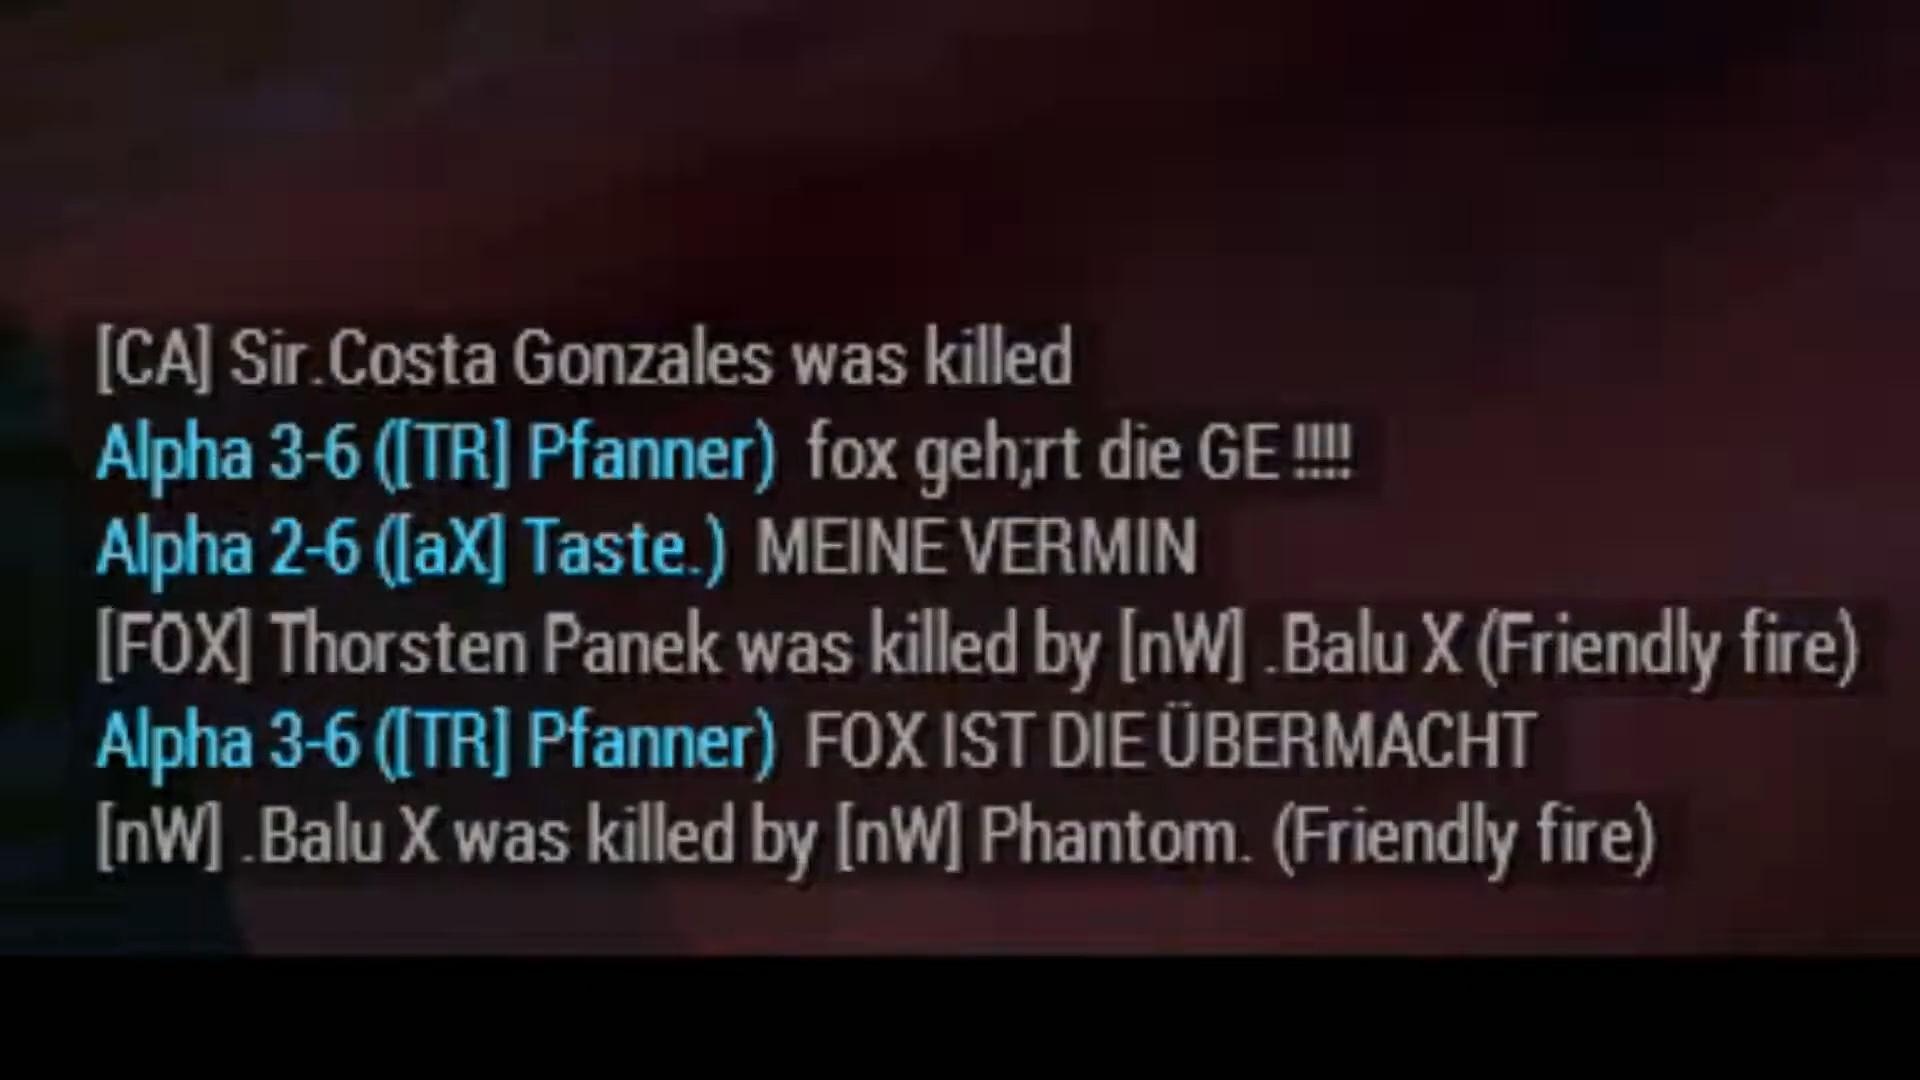 [CA] Sir.Costa Gonzales was killed
Alpha 3-6 ([TR] Pfanner) fox geh;rt die GE !!!!
Alpha 2-6 ([aX] Taste.) MEINE VERMIN
[FOX] Thorsten Panek was killed by [nW] .Balu X (Friendly fire)
Alpha 3-6 ([TR] Pfanner) FOX IST DIE ÜBERMACHT
[nW] .Balu X was killed by [nW] Phantom. (Friendly fire)